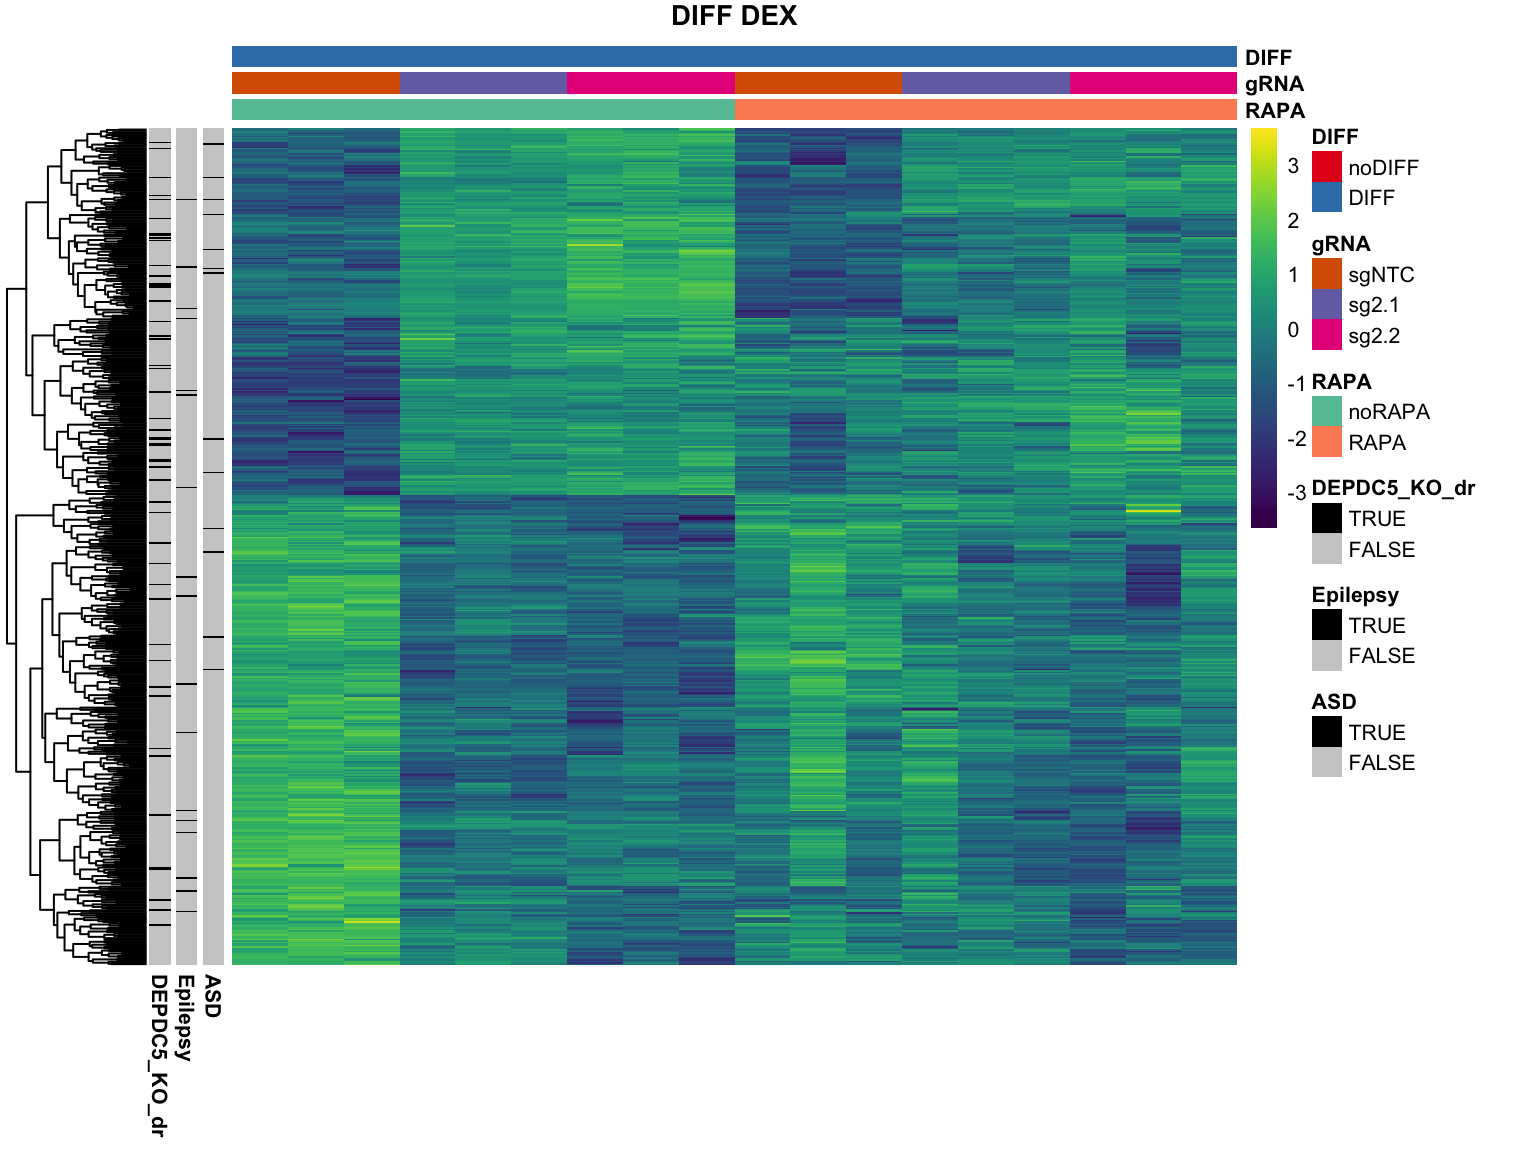 DIFF DEX
DIFF
gRNA
RAPA
3
2
1
0
-1
-2
-3
DIFF
noDIFF
DIFF
gRNA
sgNTC
sg2.1
sg2.2
RAPA
noRAPA
RAPA
DEPDC5_KO_dr
TRUE
FALSE
Epilepsy
TRUE
FALSE
ASD
TRUE
FALSE
DEPDC5_KO_dr
Epilepsy
ASD